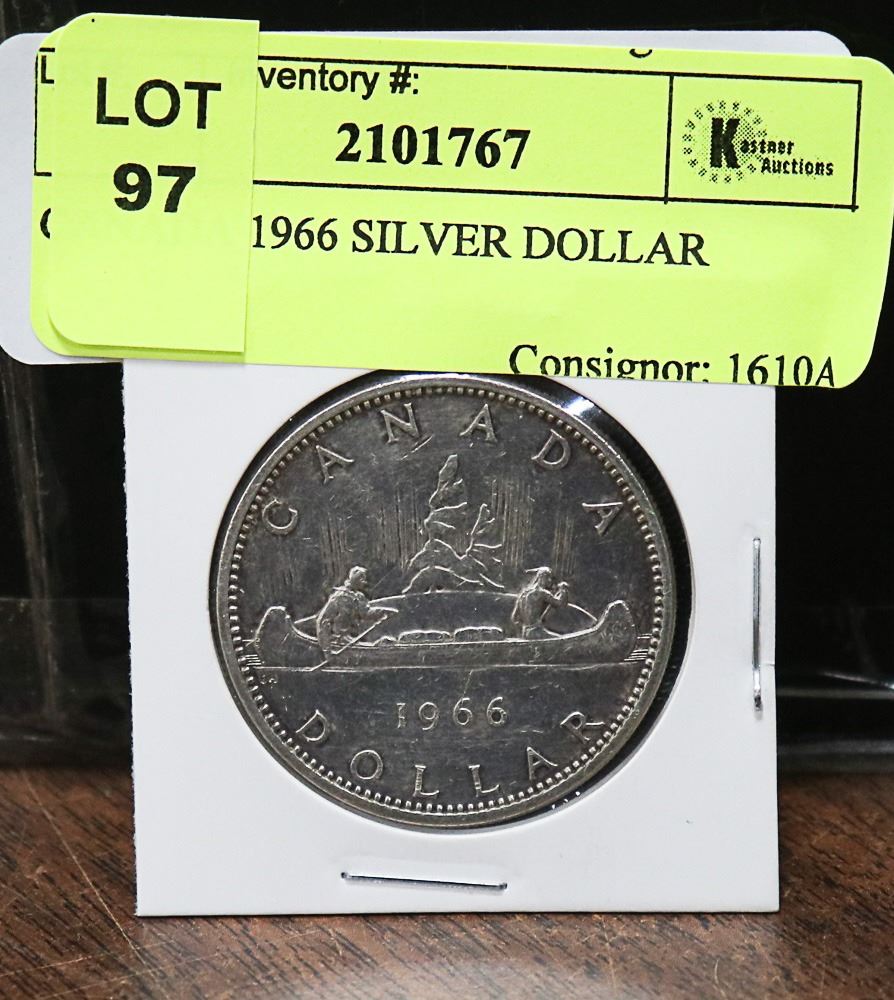 LOT
97
ventory #:
2101767
Kastner
Auctions
1966 SILVER DOLLAR
Consignor: 1610A
CANADA
1966
DOLLAR